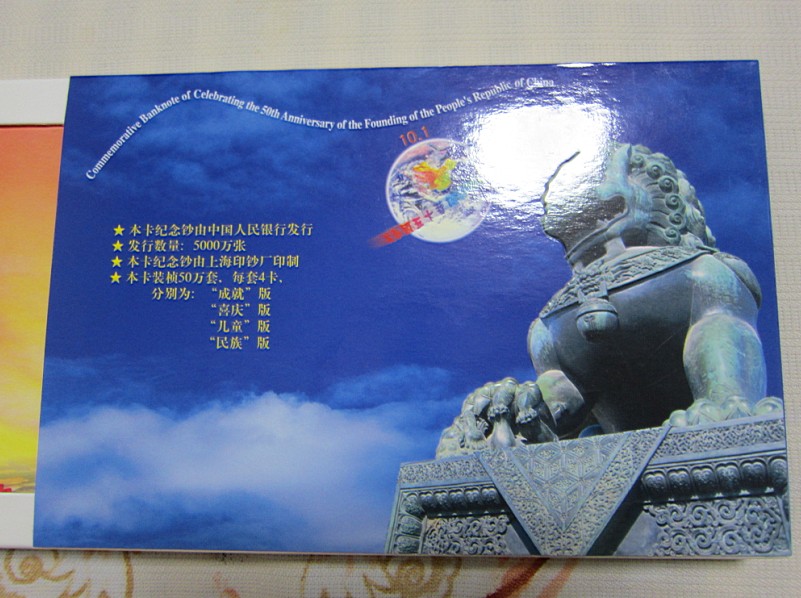 Commemorative Banknote of Celebrating the 50th Anniversary of the Founding of the People's Republic of China
10.1
★ 本卡纪念钞由中国人民银行发行
★ 发行数量：5000万张
★ 本卡纪念钞由上海印钞厂印制
★ 本卡装桢50万套，每套4卡，
分别为：“成就”版
“喜庆”版
“儿童”版
“民族”版